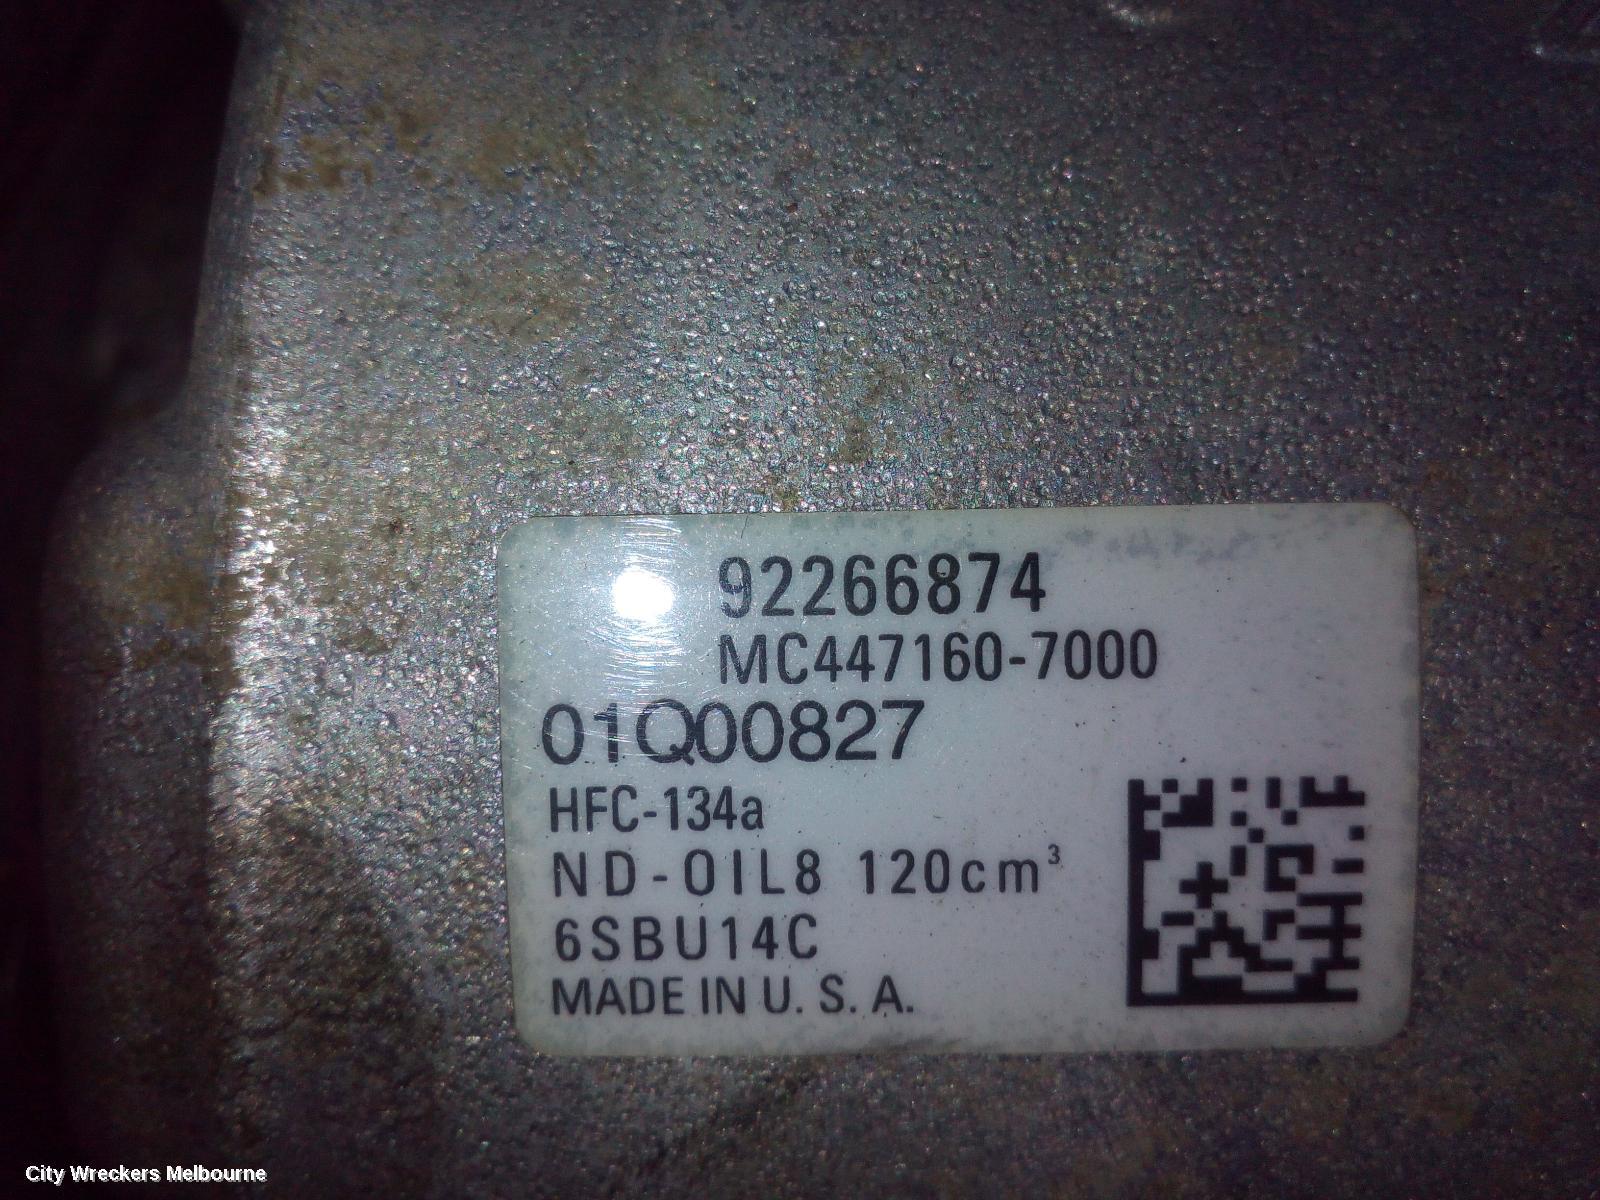 92266874
MC447160-7000
01Q00827
HFC-134a
ND-OIL8 120cm³
6SBU14C
MADE IN U. S. A.
City Wreckers Melbourne